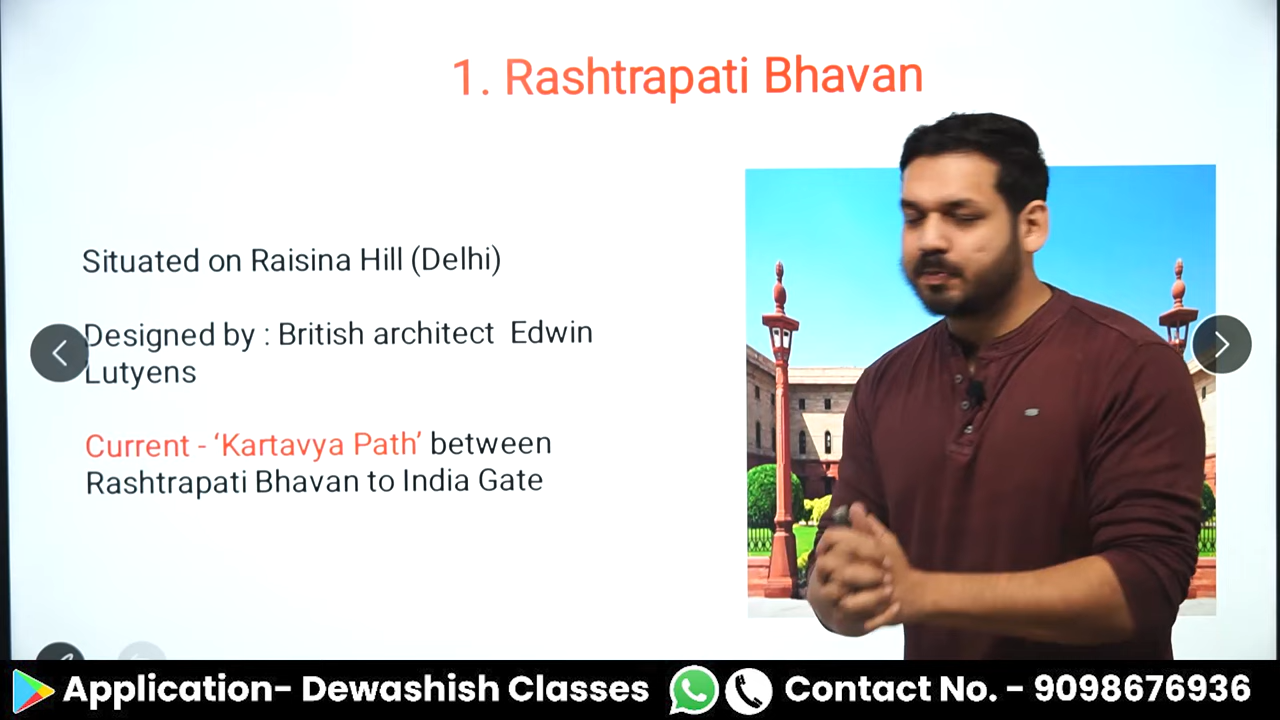 1. Rashtrapati Bhavan
Situated on Raisina Hill (Delhi)
Designed by : British architect Edwin
Lutyens
Current - ‘Kartavya Path’ between
Rashtrapati Bhavan to India Gate
Application- Dewashish Classes
Contact No. - 9098676936